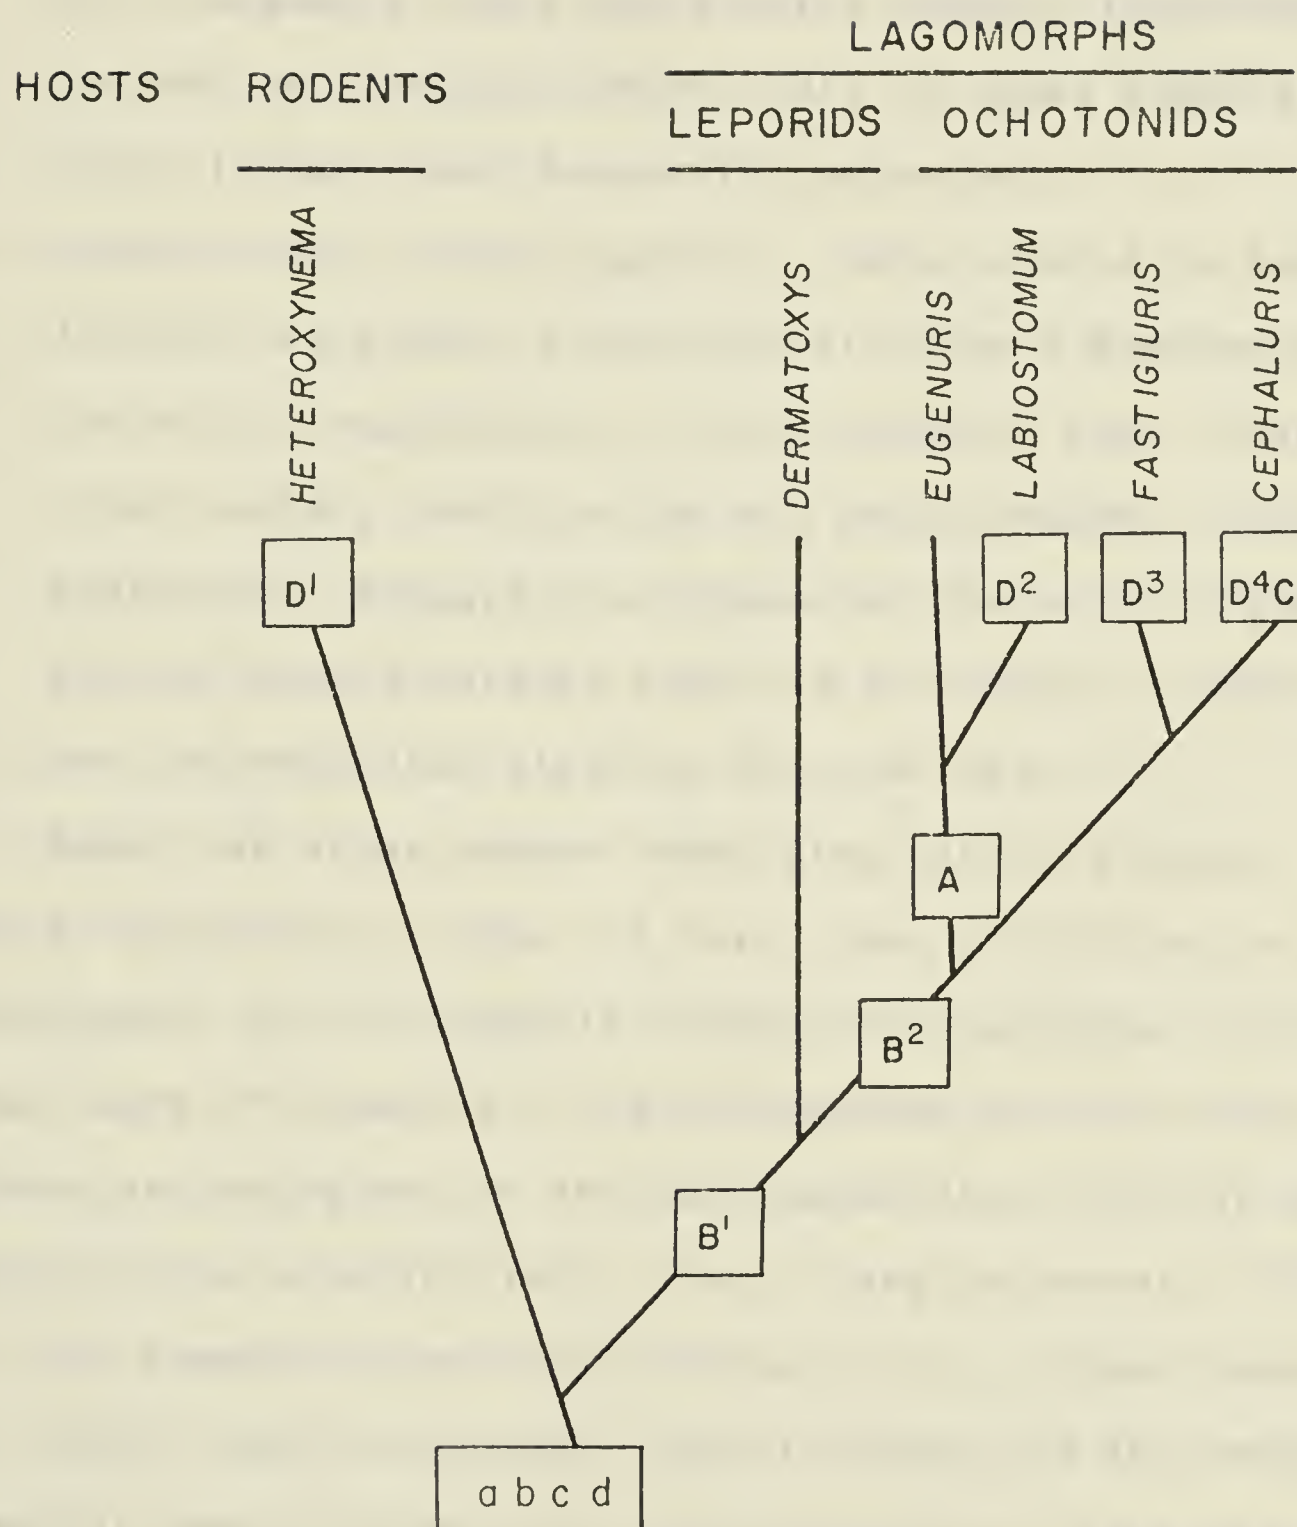 LAGOMORPHS
HOSTS RODENTS
LEPORIDS OCHOTONIDS
HETEROXYNEMA
DERMATOXYS
EUGENURIS
LABIOSTOMUM
FASTIGIURIS
CEPHALURIS
D¹
D²
D³
D⁴C
A
B²
B¹
a b c d